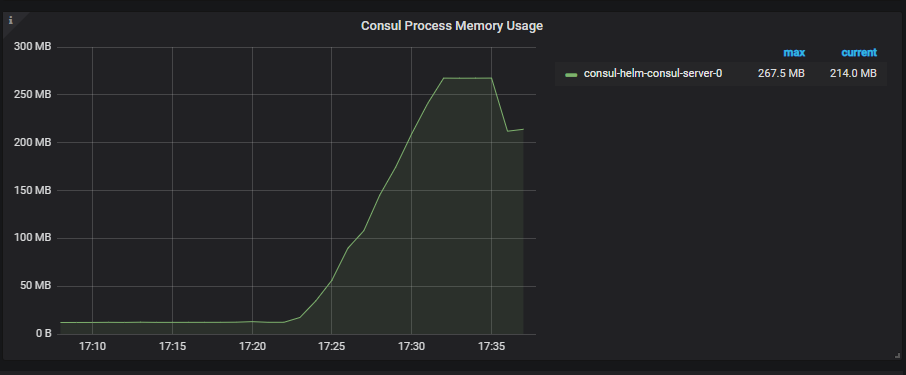 i
Consul Process Memory Usage
300 MB
250 MB
200 MB
150 MB
100 MB
50 MB
0 B
17:10 17:15 17:20 17:25 17:30 17:35
max current
consul-helm-consul-server-0 267.5 MB 214.0 MB